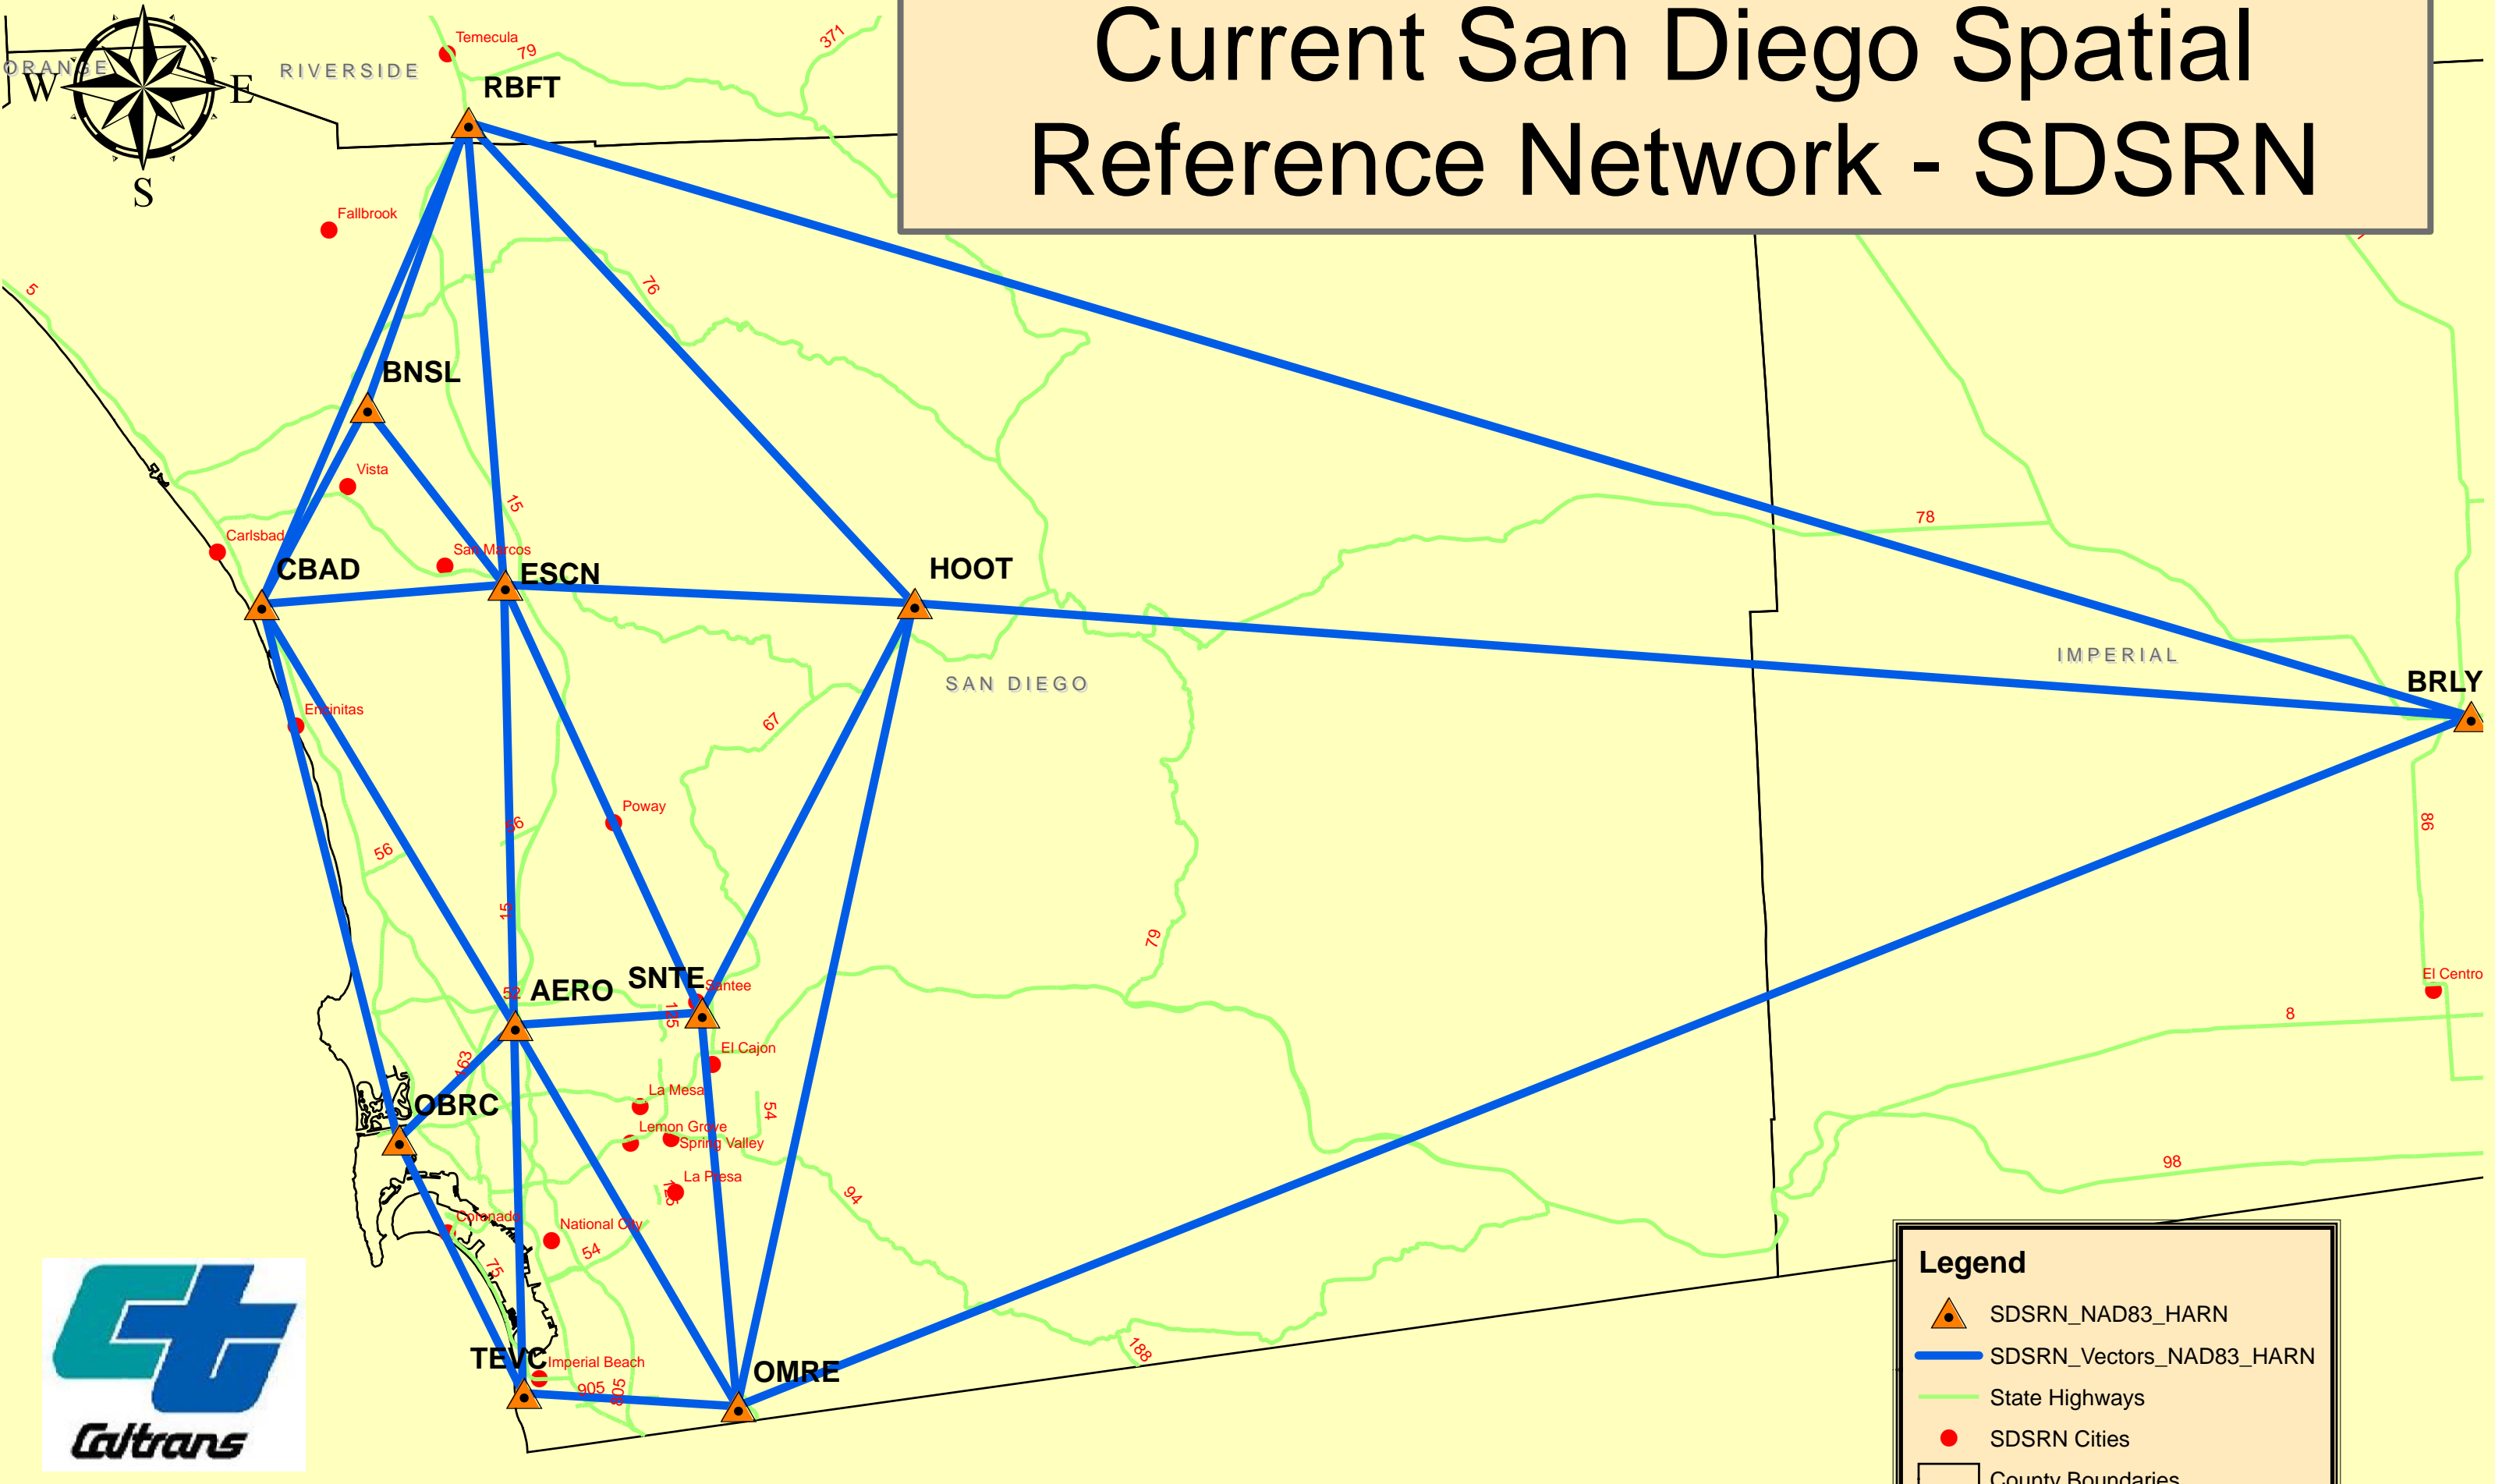 Current San Diego Spatial
Reference Network - SDSRN
Temecula
79
371
ORANGE
RIVERSIDE
W
E
S
RBFT
Fallbrook
5
76
BNSL
Vista
15
78
Carlsbad
San Marcos
CBAD
ESCN
HOOT
IMPERIAL
SAN DIEGO
BRLY
Encinitas
67
Poway
56
56
86
15
79
SNTE
Santee
El Centro
AERO
52
125
8
El Cajon
163
La Mesa
OBRC
54
Lemon Grove
Spring Valley
98
La Presa
125
94
Coronado
National City
54
75
188
TEVC
Imperial Beach
OMRE
905
805
Caltrans
Legend
SDSRN_NAD83_HARN
SDSRN_Vectors_NAD83_HARN
State Highways
SDSRN Cities
County Boundaries